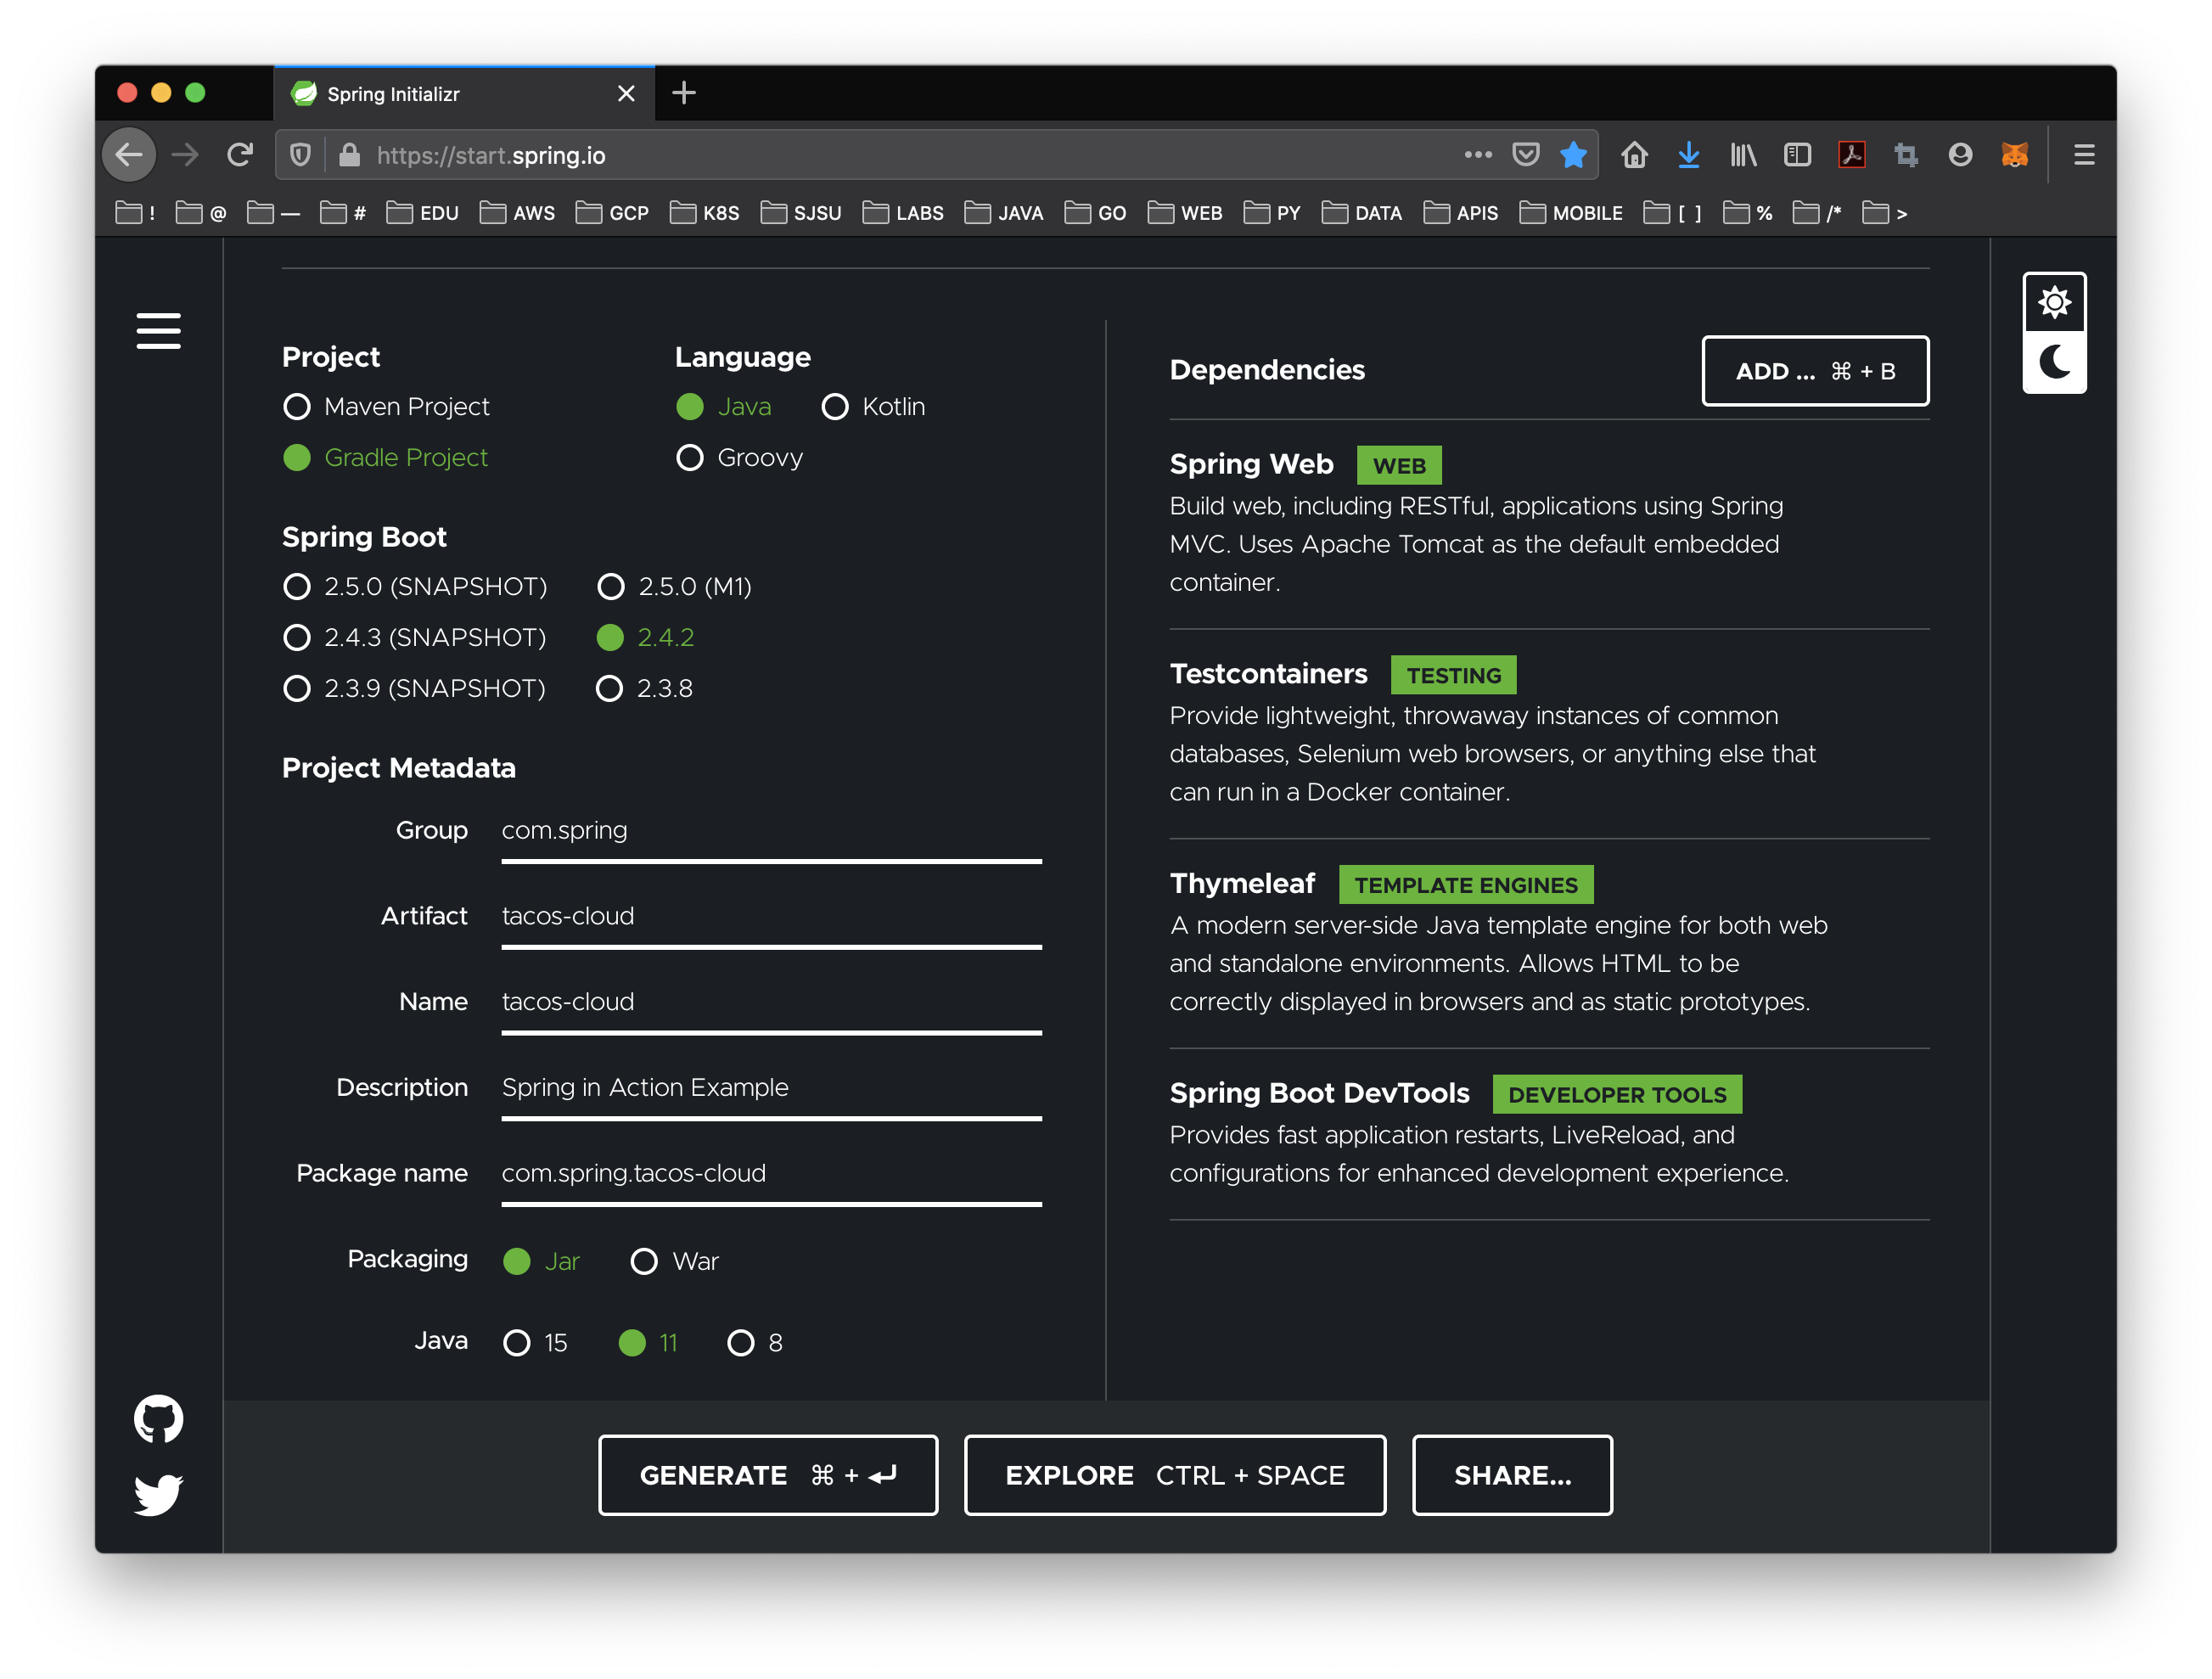 Spring Initializr
https://start.spring.io
! @ — # EDU AWS GCP K8S SJSU LABS JAVA GO WEB PY DATA APIS MOBILE [ ] % /* >
Project
Maven Project
Gradle Project
Language
Java Kotlin
Groovy
Spring Boot
2.5.0 (SNAPSHOT) 2.5.0 (M1)
2.4.3 (SNAPSHOT) 2.4.2
2.3.9 (SNAPSHOT) 2.3.8
Project Metadata
Group com.spring
Artifact tacos-cloud
Name tacos-cloud
Description Spring in Action Example
Package name com.spring.tacos-cloud
Packaging Jar War
Java 15 11 8
Dependencies
ADD ... ⌘ + B
Spring Web WEB
Build web, including RESTful, applications using Spring
MVC. Uses Apache Tomcat as the default embedded
container.
Testcontainers TESTING
Provide lightweight, throwaway instances of common
databases, Selenium web browsers, or anything else that
can run in a Docker container.
Thymeleaf TEMPLATE ENGINES
A modern server-side Java template engine for both web
and standalone environments. Allows HTML to be
correctly displayed in browsers and as static prototypes.
Spring Boot DevTools DEVELOPER TOOLS
Provides fast application restarts, LiveReload, and
configurations for enhanced development experience.
GENERATE ⌘ + ↵
EXPLORE CTRL + SPACE
SHARE...